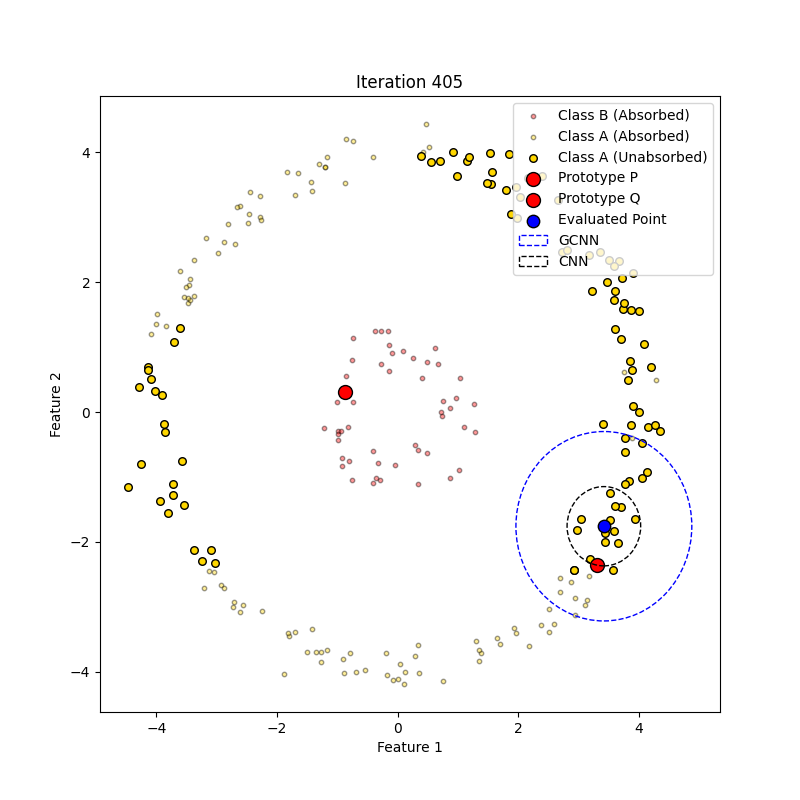 Iteration 405
Class B (Absorbed)
Class A (Absorbed)
Class A (Unabsorbed)
Prototype P
Prototype Q
Evaluated Point
GCNN
CNN
Feature 2
4
2
0
−2
−4
−4
−2
0
2
4
Feature 1